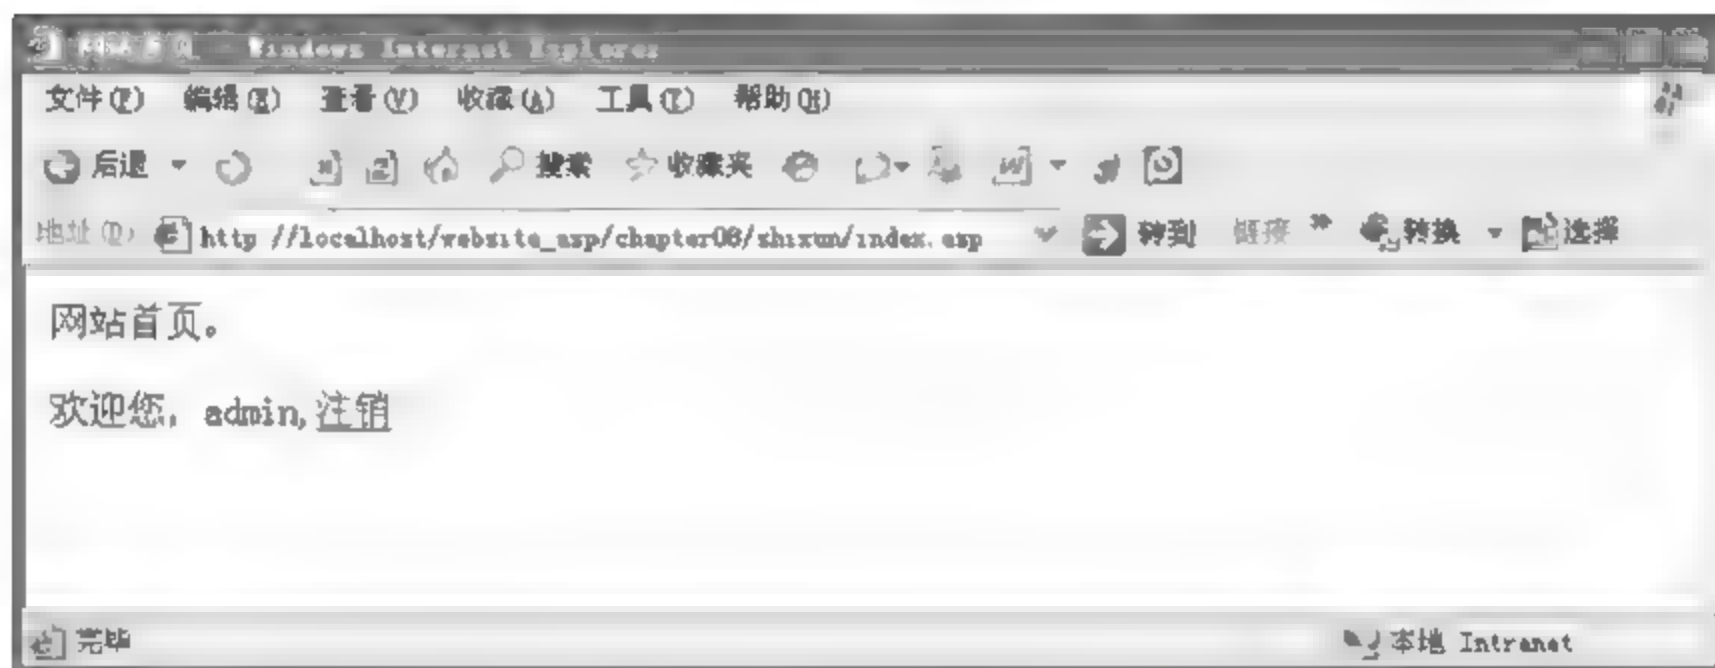 Windows Internet Explorer
文件(F) 编辑(E) 查看(V) 收藏(A) 工具(T) 帮助(H)
后退 搜索 收藏夹
地址(D) http://localhost/website_asp/chapter08/shixun/index.asp 转到 链接 » 转换 选择
网站首页。
欢迎您, admin,注销
完毕 本地 Intranet